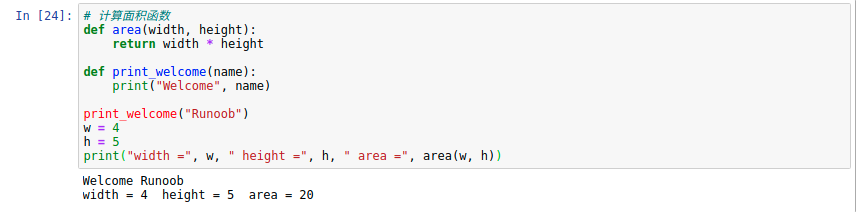 In [24]: # 计算面积函数
def area(width, height):
    return width * height

def print_welcome(name):
    print("Welcome", name)

print_welcome("Runoob")
w = 4
h = 5
print("width =", w, " height =", h, " area =", area(w, h))
Welcome Runoob
width = 4  height = 5  area = 20